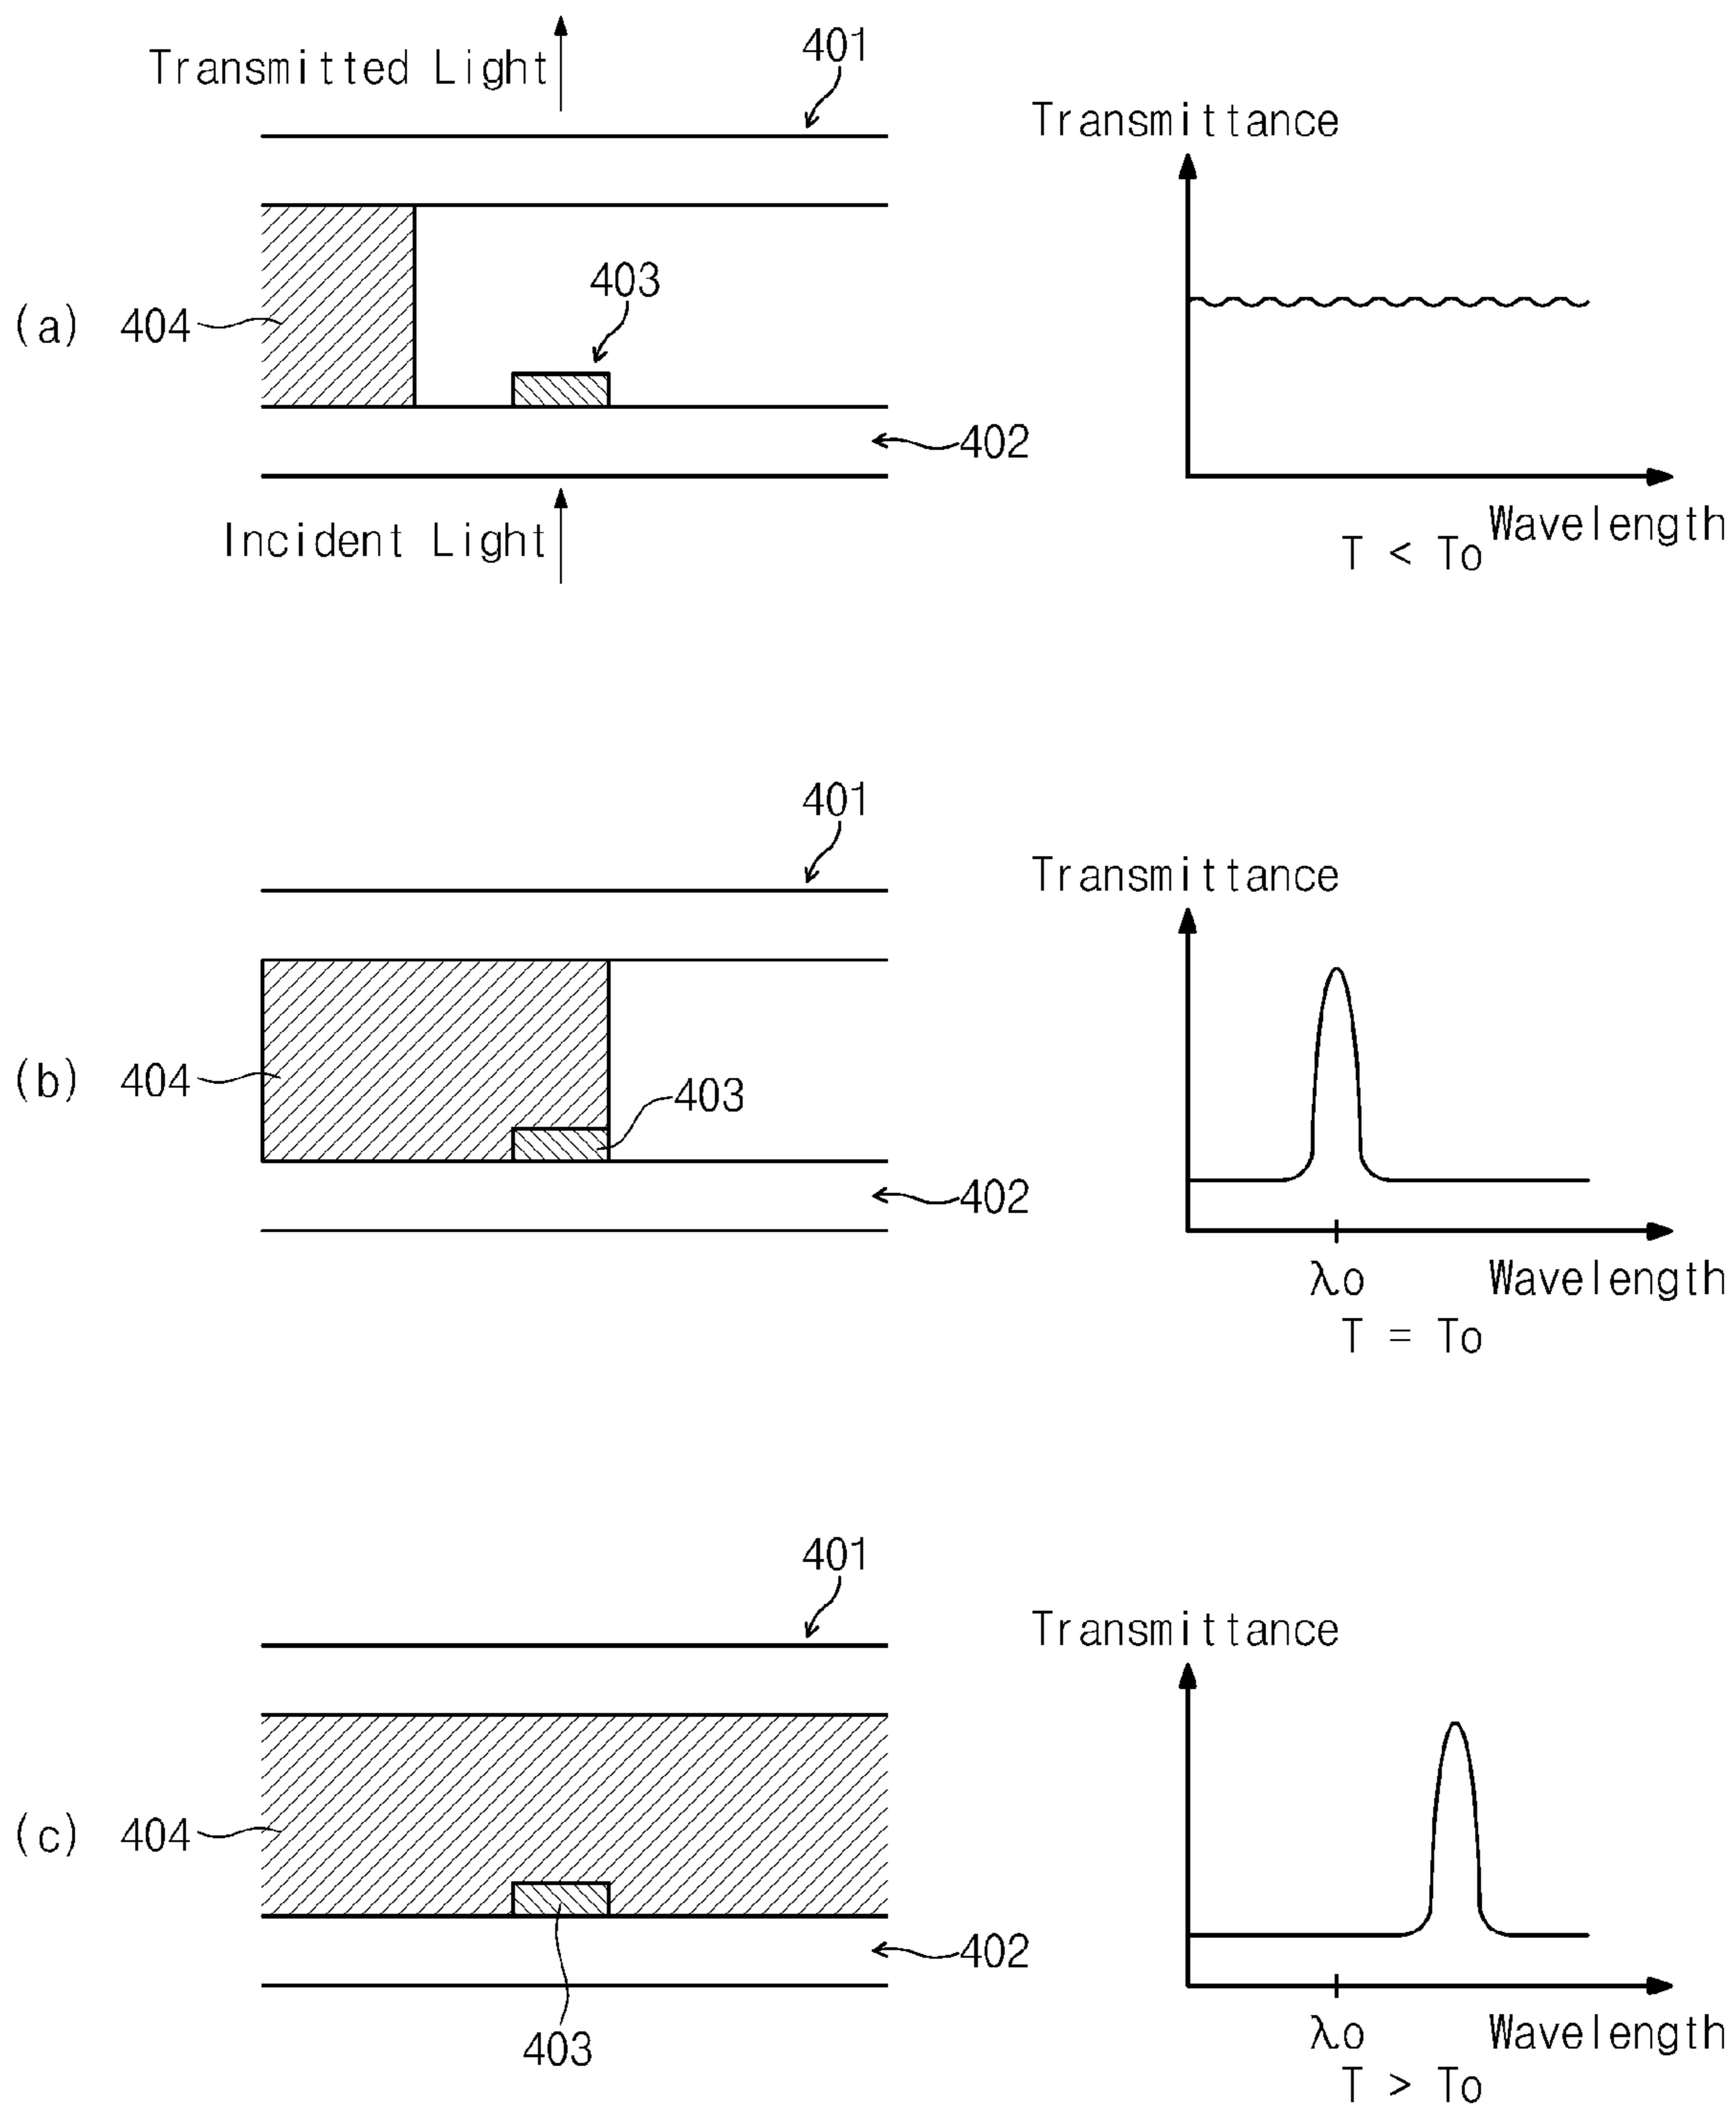 Transmitted Light
401
Transmittance
403
(a) 404
402
Incident Light
Wavelength
T < To
401
Transmittance
(b) 404
403
402
λo Wavelength
T = To
401
Transmittance
(c) 404
402
403
λo Wavelength
T > To